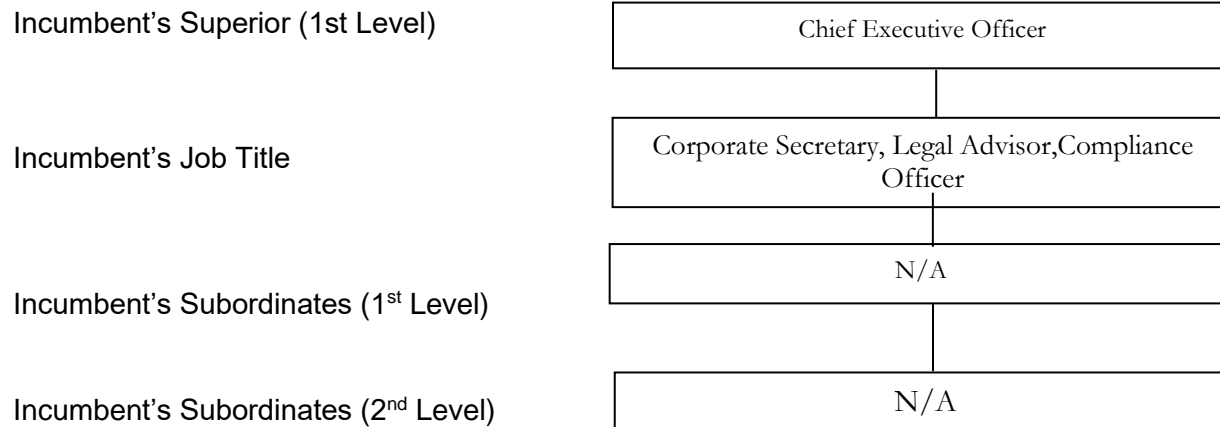 Incumbent’s Superior (1st Level)
Chief Executive Officer
Incumbent’s Job Title
Corporate Secretary, Legal Advisor,Compliance
Officer
N/A
Incumbent’s Subordinates (1st Level)
N/A
Incumbent’s Subordinates (2nd Level)